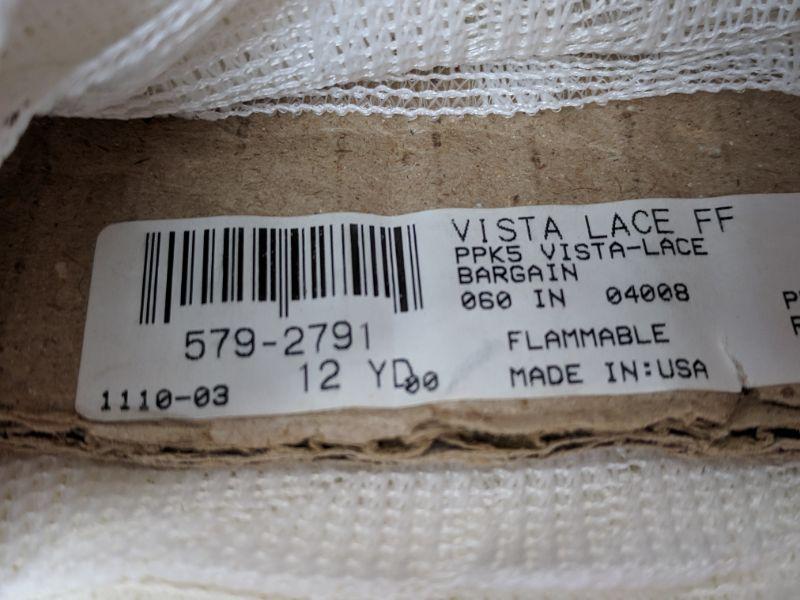 VISTA LACE FF
PPK5 VISTA-LACE
BARGAIN
060 IN 04008
579-2791
FLAMMABLE
12 YD00
MADE IN:USA
1110-03